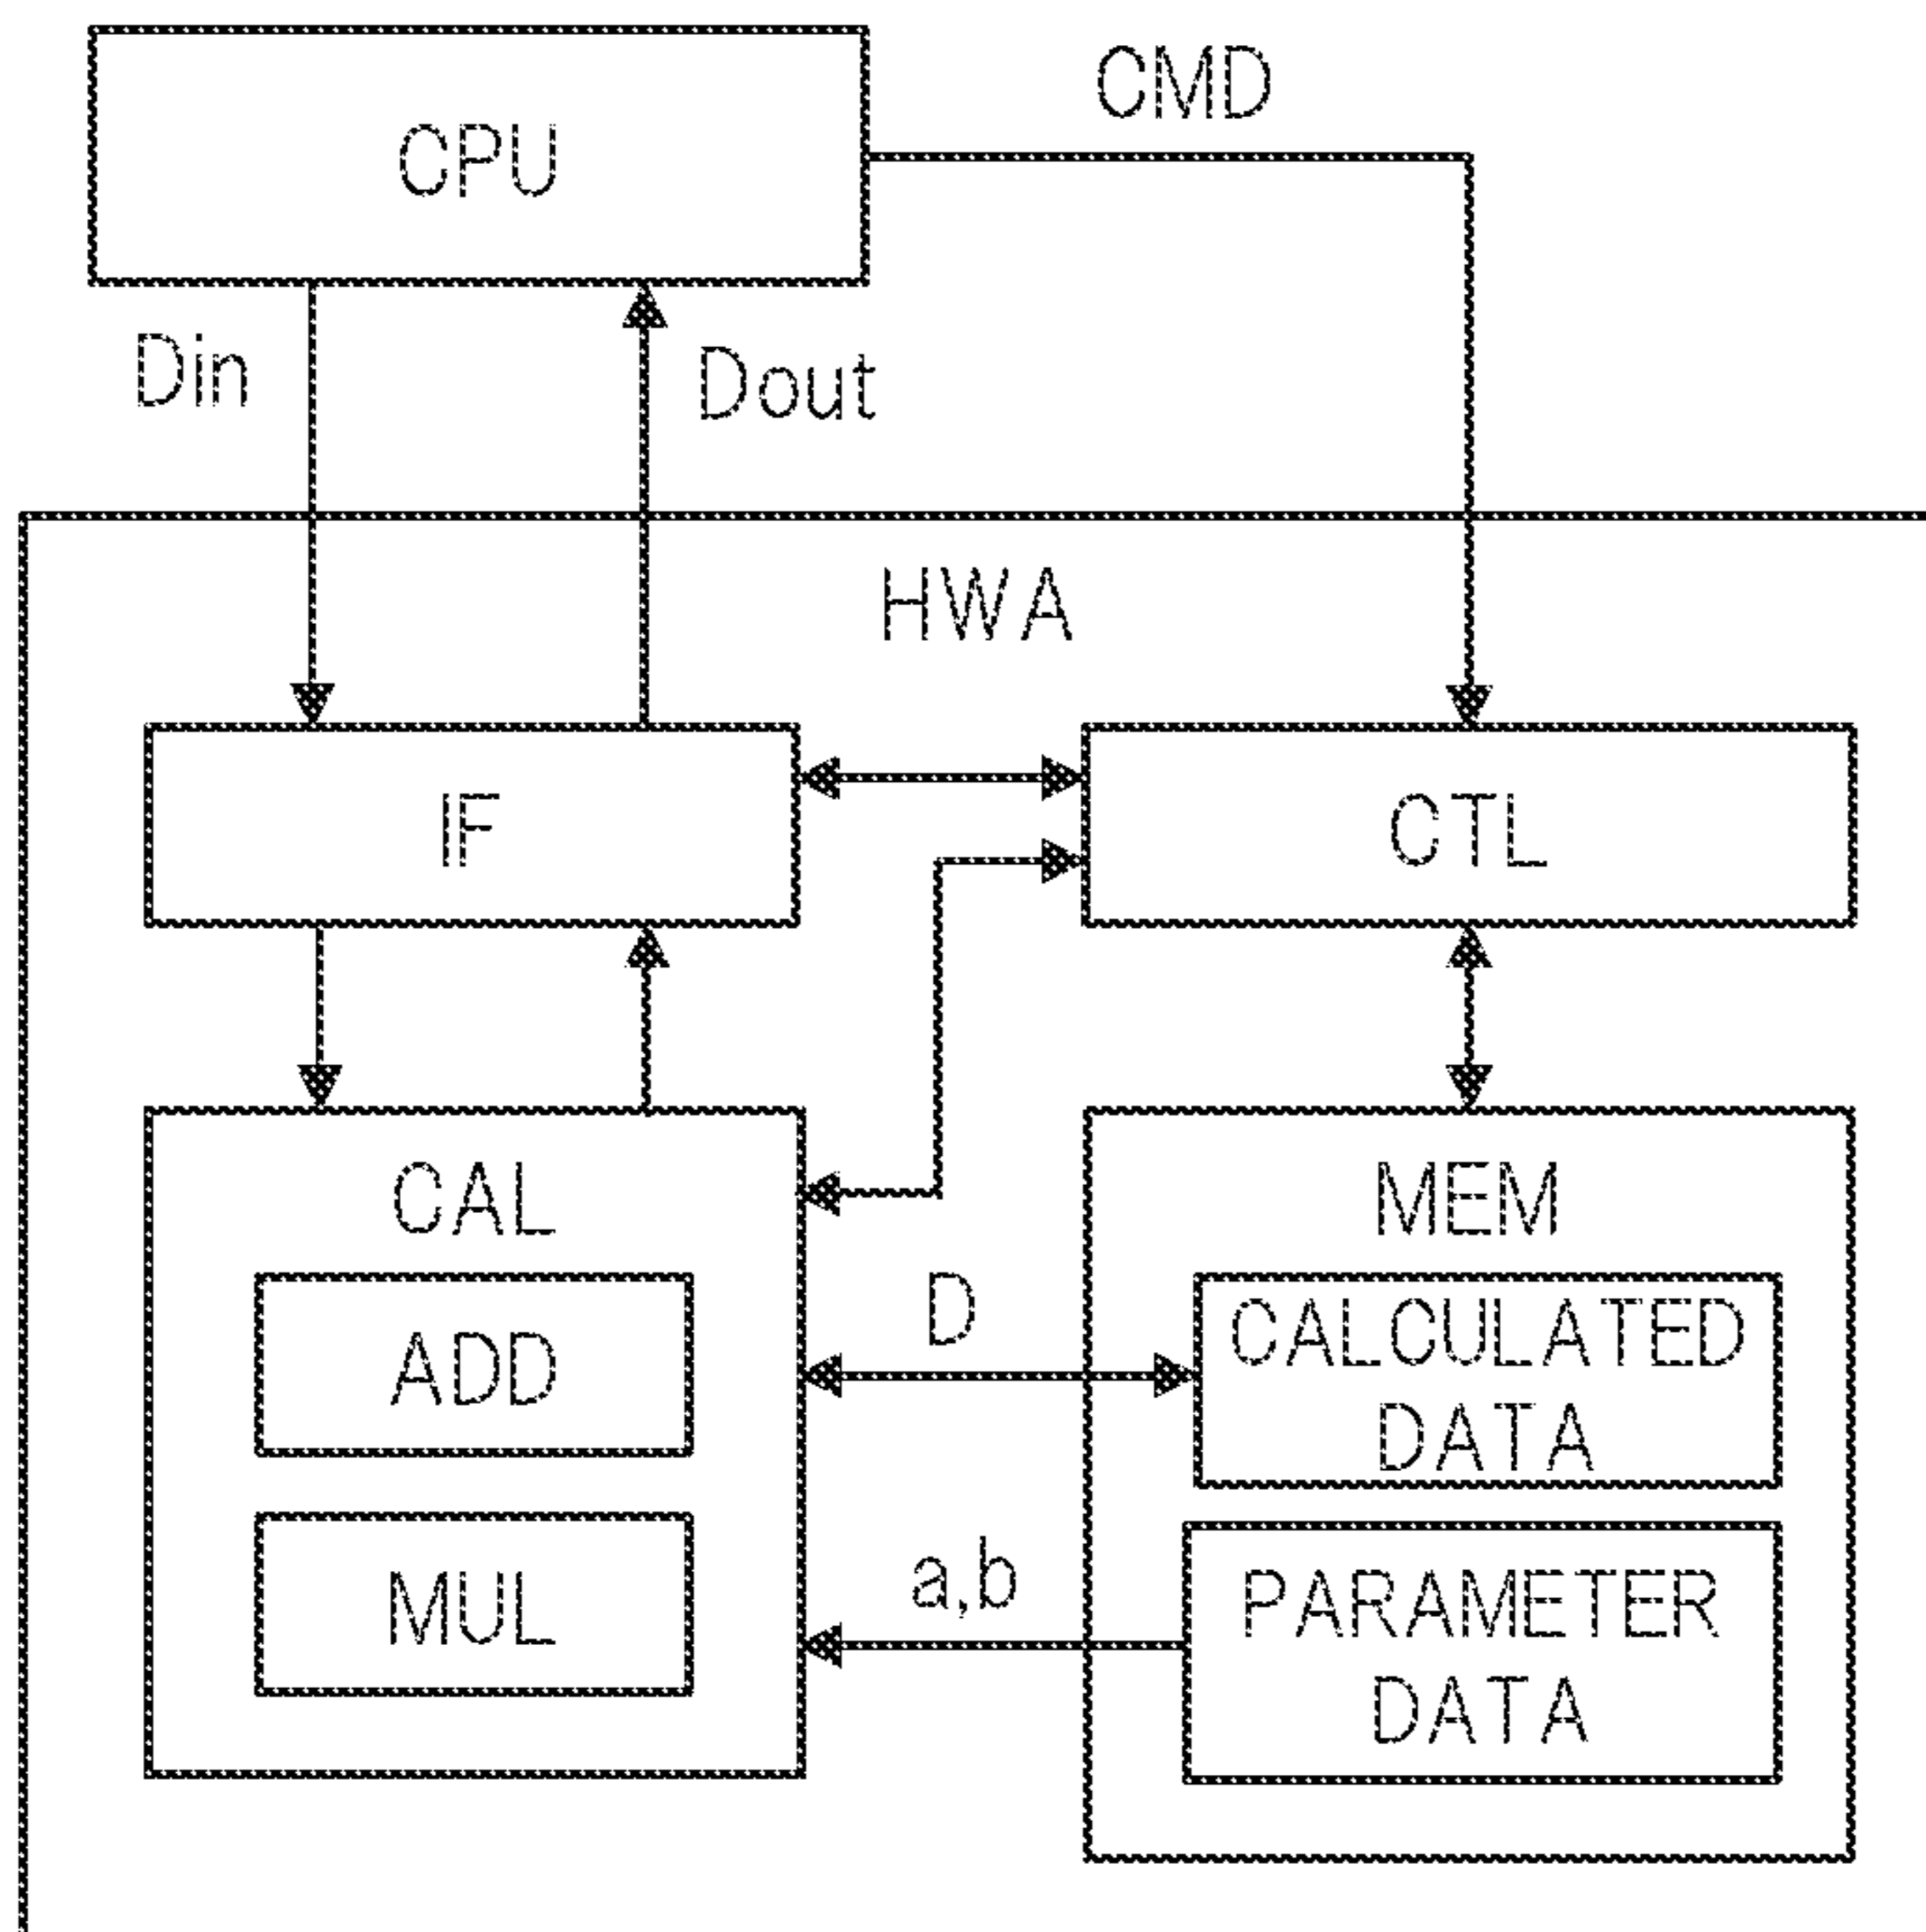 CPU
CMD
Din
Dout
HWA
IF
CTL
CAL
MEM
ADD
D
CALCULATED
DATA
MUL
a,b
PARAMETER
DATA